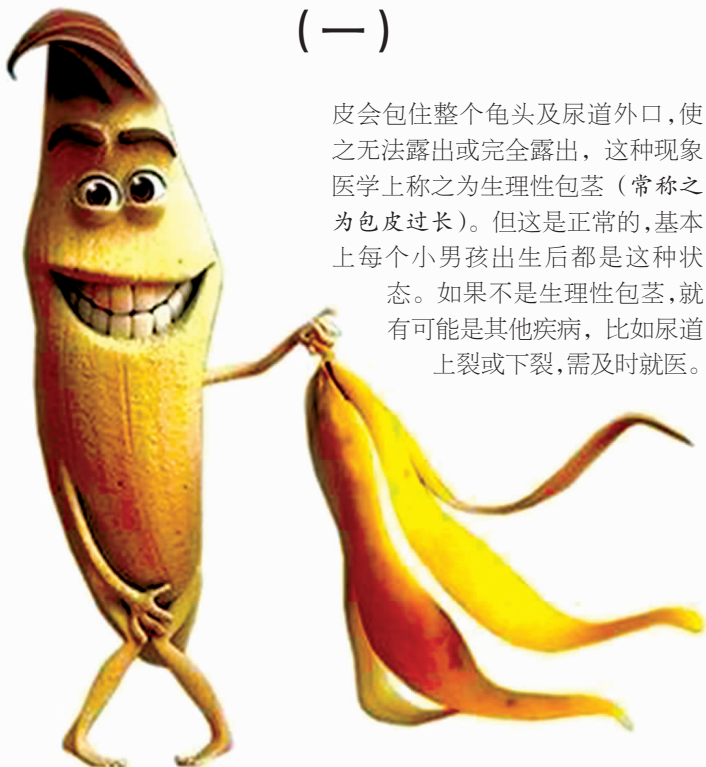 (一)
皮会包住整个龟头及尿道外口,使
之无法露出或完全露出, 这种现象
医学上称之为生理性包茎 (常称之
为包皮过长)。但这是正常的,基本
上每个小男孩出生后都是这种状
态。如果不是生理性包茎,就
有可能是其他疾病, 比如尿道
上裂或下裂,需及时就医。